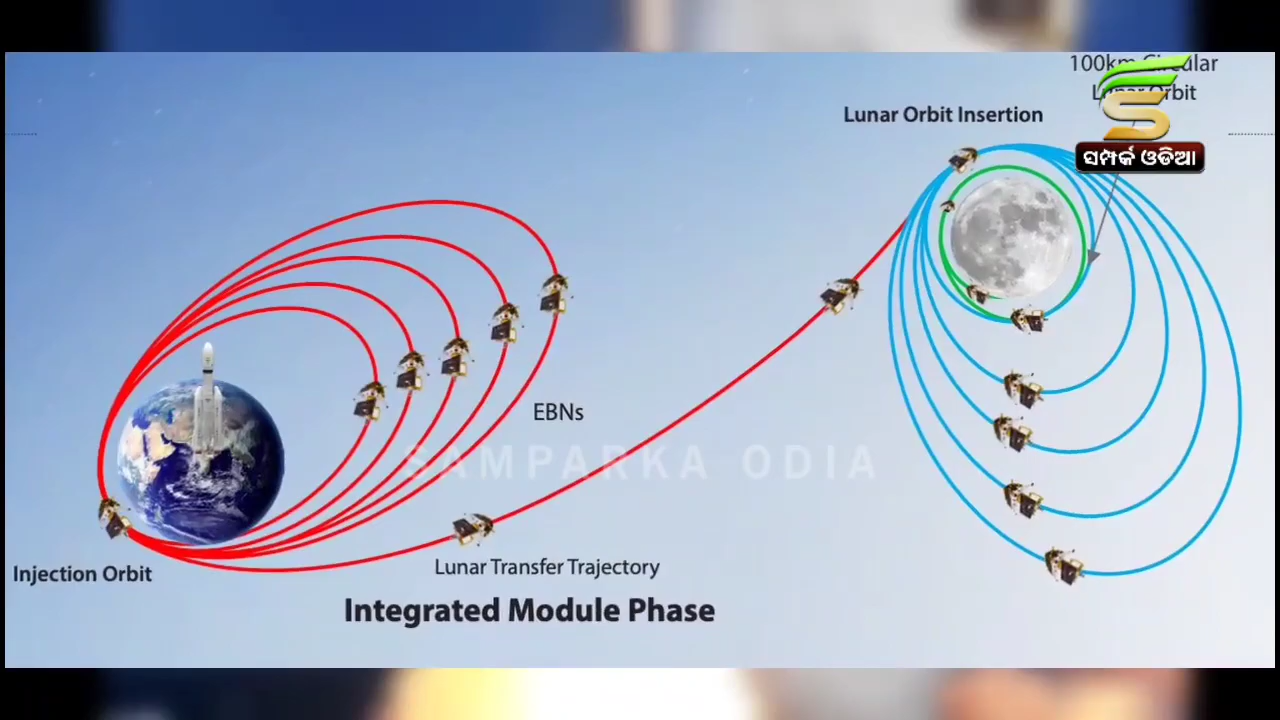 100km Circular
Lunar Orbit
Lunar Orbit Insertion
ସମ୍ପର୍କ ଓଡିଆ
EBNs
SAMPARKA ODIA
Injection Orbit
Lunar Transfer Trajectory
Integrated Module Phase